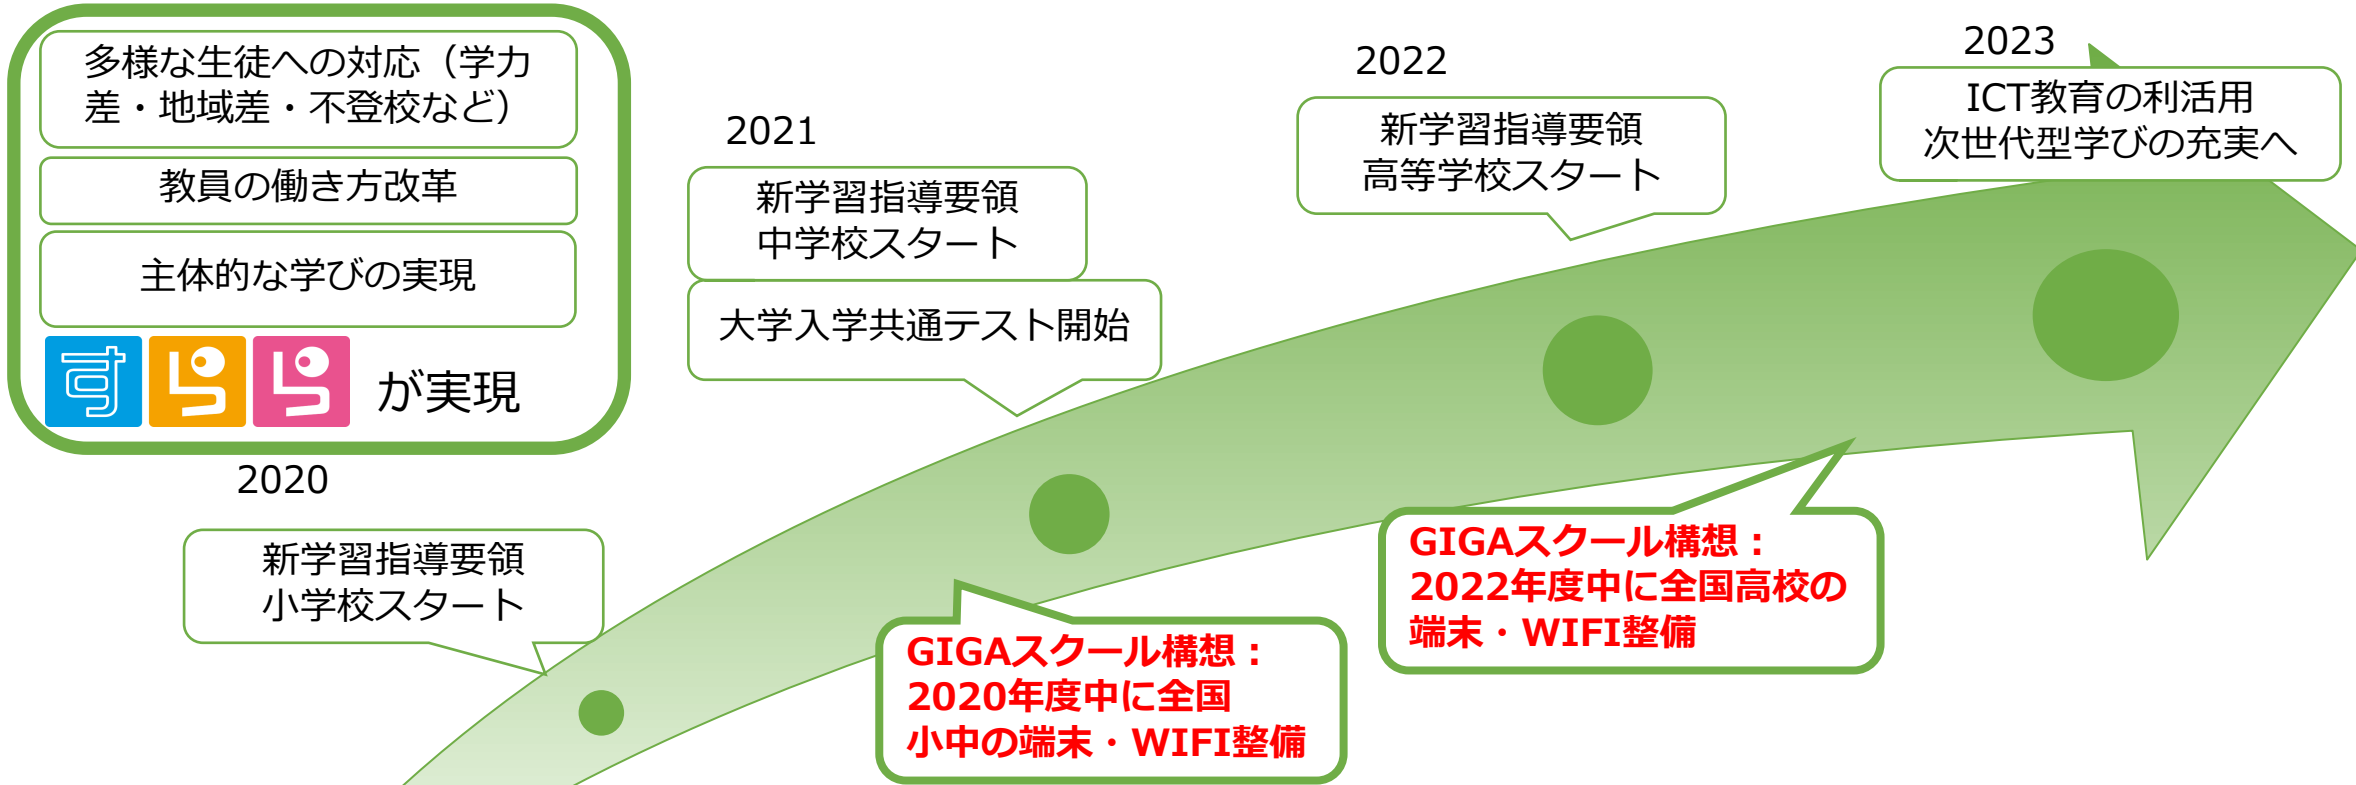 多様な生徒への対応（学力
差・地域差・不登校など）
教員の働き方改革
主体的な学びの実現
すらら が実現
2020
新学習指導要領
小学校スタート
2021
新学習指導要領
中学校スタート
大学入学共通テスト開始
GIGAスクール構想：
2020年度中に全国
小中の端末・WIFI整備
2022
新学習指導要領
高等学校スタート
GIGAスクール構想：
2022年度中に全国高校の
端末・WIFI整備
2023
ICT教育の利活用
次世代型学びの充実へ